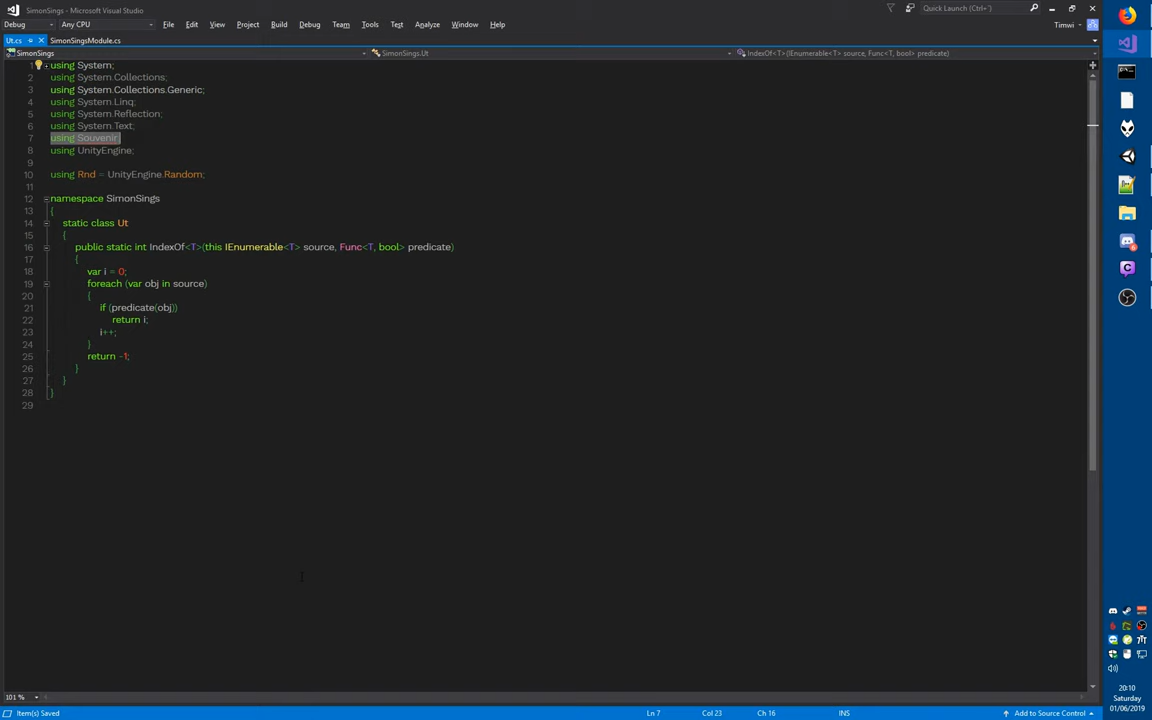 SimonSings - Microsoft Visual Studio
Quick Launch (Ctrl+`)
Debug
Any CPU
File Edit View Project Build Debug Team Tools Test Analyze Window Help
Timwi
Ut.cs
SimonSingsModule.cs
SimonSings
SimonSings.Ut
IndexOf<T>(IEnumerable<T> source, Func<T, bool> predicate)
1 using System;
2 using System.Collections;
3 using System.Collections.Generic;
4 using System.Linq;
5 using System.Reflection;
6 using System.Text;
7 using Souvenir;
8 using UnityEngine;
9
10 using Rnd = UnityEngine.Random;
11
12 namespace SimonSings
13 {
14 static class Ut
15 {
16 public static int IndexOf<T>(this IEnumerable<T> source, Func<T, bool> predicate)
17 {
18 var i = 0;
19 foreach (var obj in source)
20 {
21 if (predicate(obj))
22 return i;
23 i++;
24 }
25 return -1;
26 }
27 }
28 }
29
101 %
Item(s) Saved
Ln 7
Col 23
Ch 16
INS
Add to Source Control
20:10
Saturday
01/06/2019